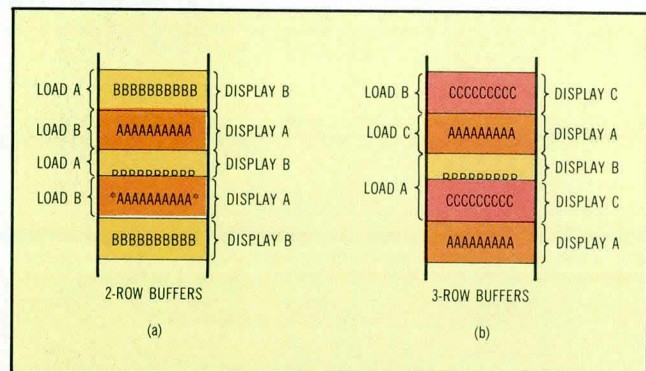 LOAD A BBBBBBBBBB DISPLAY B
LOAD B AAAAAAAAAA DISPLAY A
LOAD A DISPLAY B
LOAD B *AAAAAAAAAA* DISPLAY A
BBBBBBBBBB DISPLAY B
2-ROW BUFFERS
(a)
LOAD B CCCCCCCCC DISPLAY C
LOAD C AAAAAAAAA DISPLAY A
DISPLAY B
LOAD A CCCCCCCCC DISPLAY C
AAAAAAAAA DISPLAY A
3-ROW BUFFERS
(b)